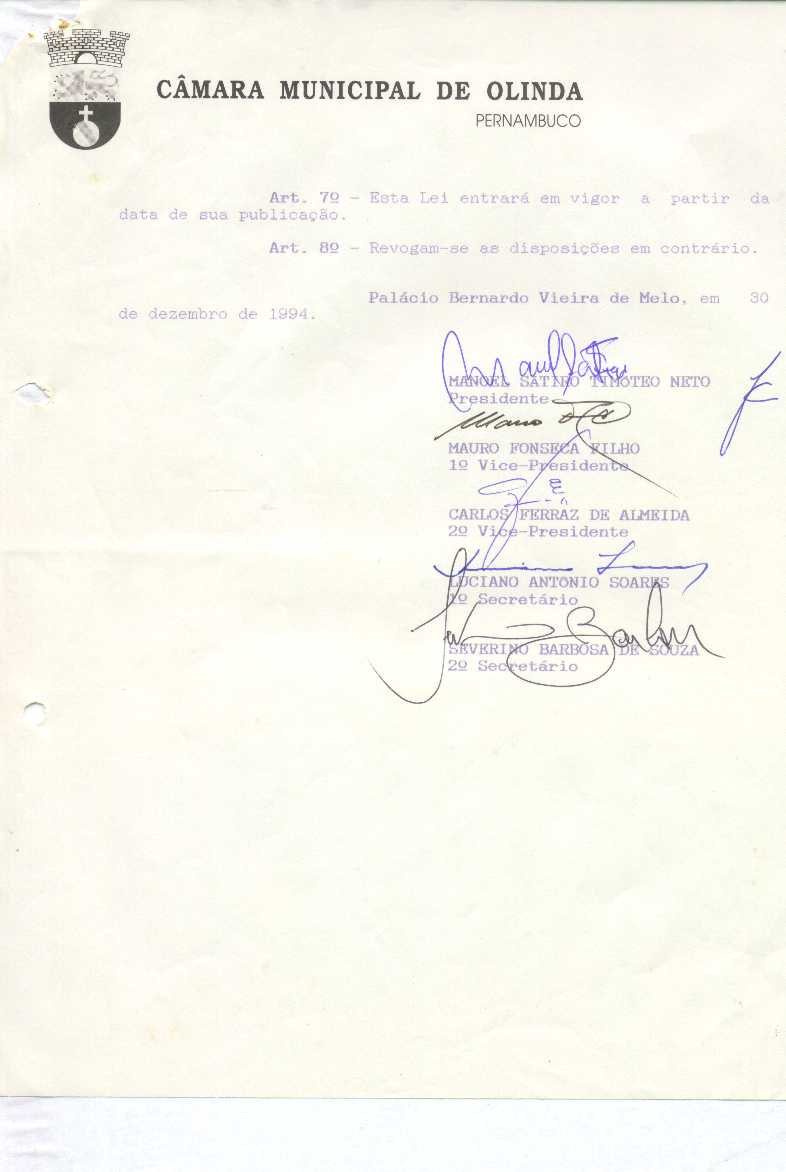 CÂMARA MUNICIPAL DE OLINDA
PERNAMBUCO
Art. 7º - Esta Lei entrará em vigor a partir da
data de sua publicação.
Art. 8º - Revogam-se as disposições em contrário.
Palácio Bernardo Vieira de Melo, em 30
de dezembro de 1994.
MANOEL SÁTIRO TIMÓTEO NETO
Presidente
MAURO FONSECA FILHO
1º Vice-Presidente
CARLOS FERRAZ DE ALMEIDA
2º Vice-Presidente
LUCIANO ANTONIO SOARES
1º Secretário
SEVERINO BARBOSA DE SOUZA
2º Secretário